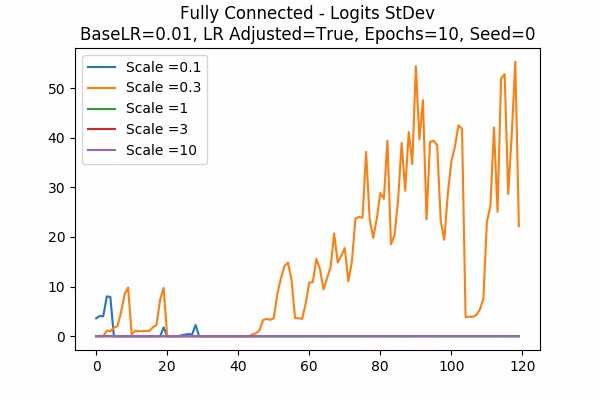 Fully Connected - Logits StDev
BaseLR=0.01, LR Adjusted=True, Epochs=10, Seed=0
Scale =0.1
Scale =0.3
Scale =1
Scale =3
Scale =10
50
40
30
20
10
0
0 20 40 60 80 100 120